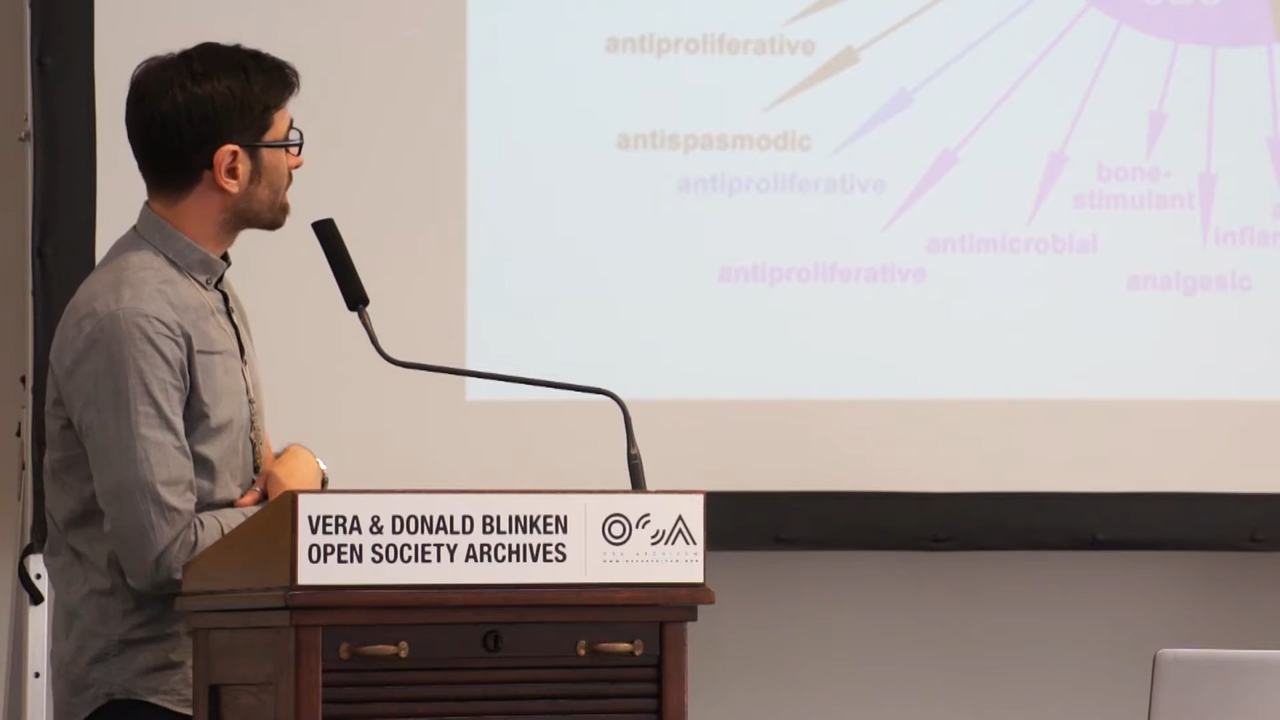 antiproliferative
antispasmodic
antiproliferative
bone-
stimulant
antimicrobial
antiproliferative
analgesic
VERA & DONALD BLINKEN
OPEN SOCIETY ARCHIVES